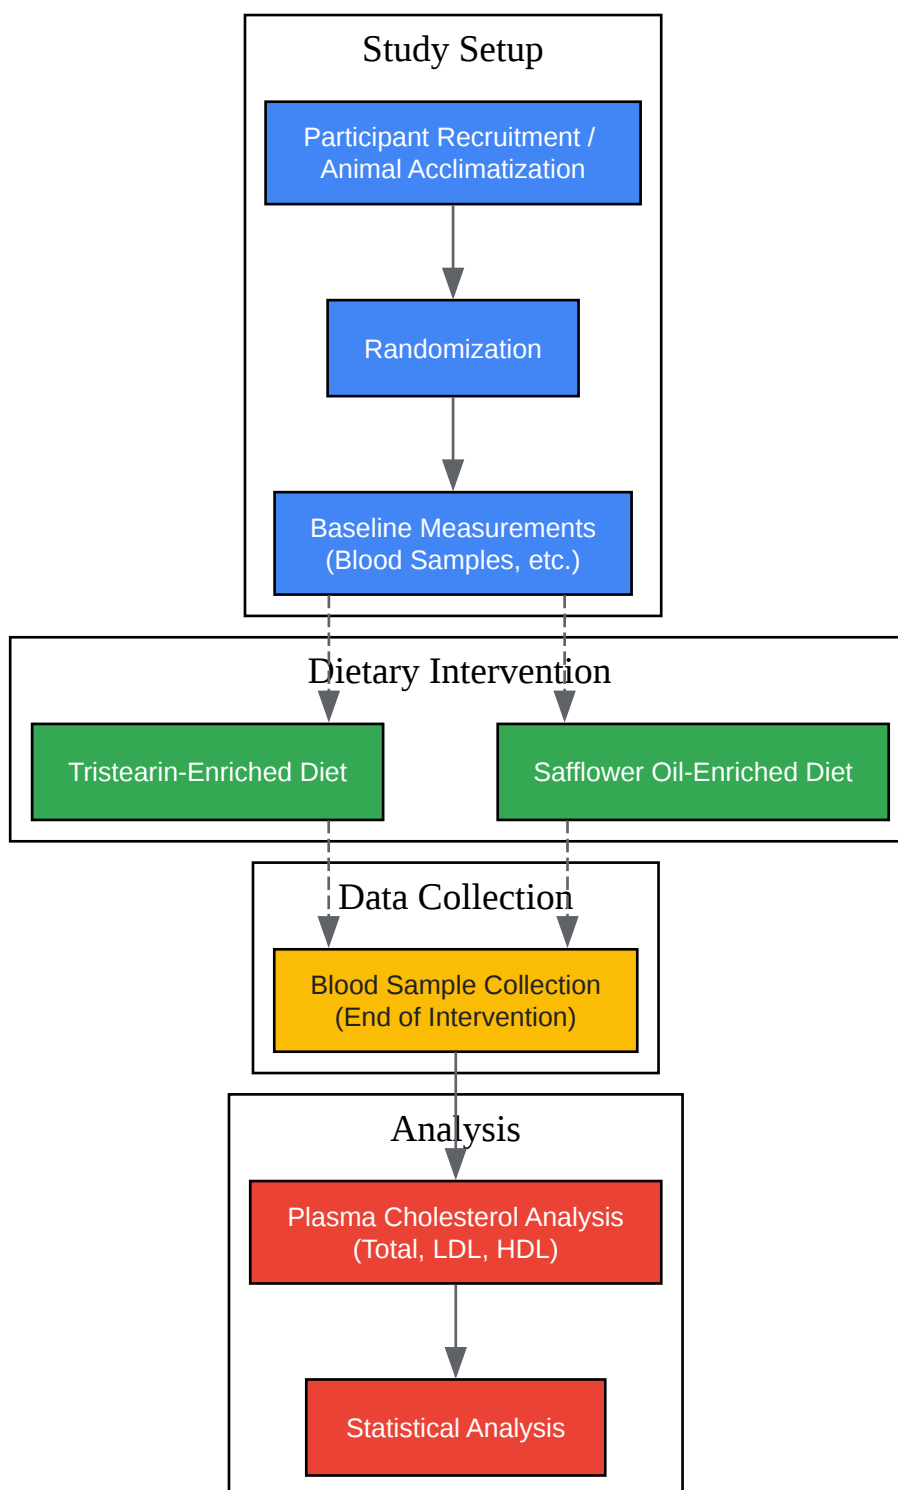 Study Setup
Participant Recruitment /
Animal Acclimatization
Randomization
Baseline Measurements
(Blood Samples, etc.)
Dietary Intervention
Tristearin-Enriched Diet
Safflower Oil-Enriched Diet
Data Collection
Blood Sample Collection
(End of Intervention)
Analysis
Plasma Cholesterol Analysis
(Total, LDL, HDL)
Statistical Analysis